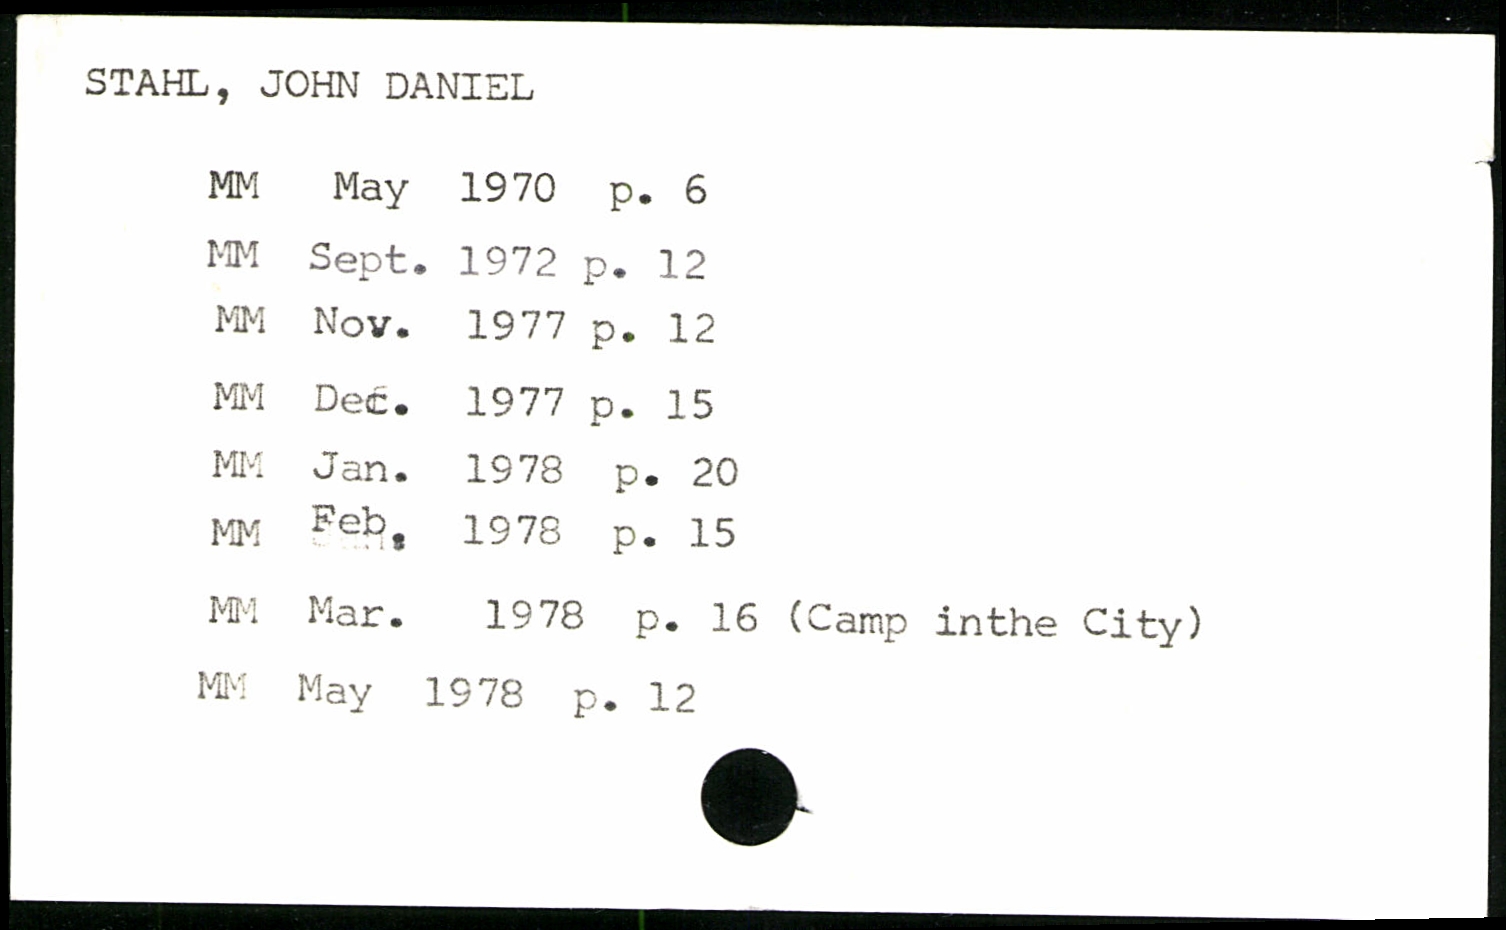 STAHL, JOHN DANIEL
MM May 1970 p. 6
MM Sept. 1972 p. 12
MM Nov. 1977 p. 12
MM Dec. 1977 p. 15
MM Jan. 1978 p. 20
MM Feb. 1978 p. 15
MM Mar. 1978 p. 16 (Camp inthe City)
MM May 1978 p. 12